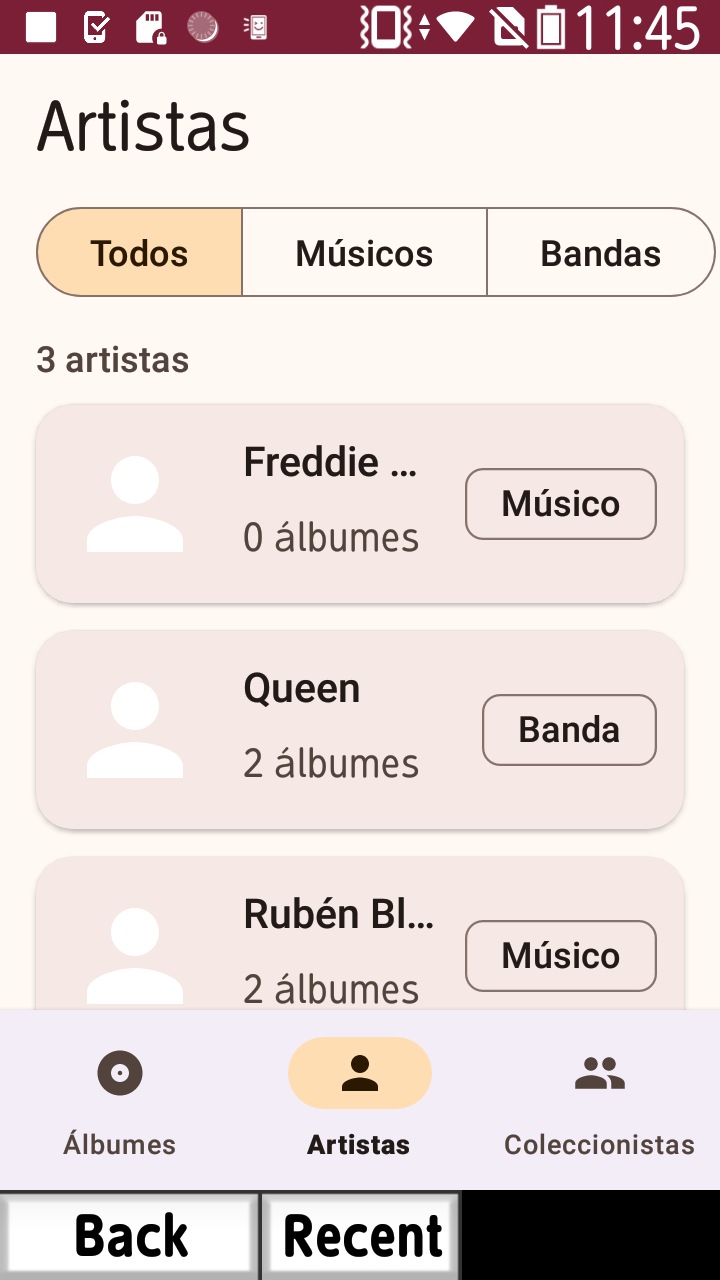 11:45
Artistas
Todos
Músicos
Bandas
3 artistas
Freddie ...
0 álbumes
Músico
Queen
2 álbumes
Banda
Rubén Bl...
2 álbumes
Músico
Álbumes
Artistas
Coleccionistas
Back
Recent